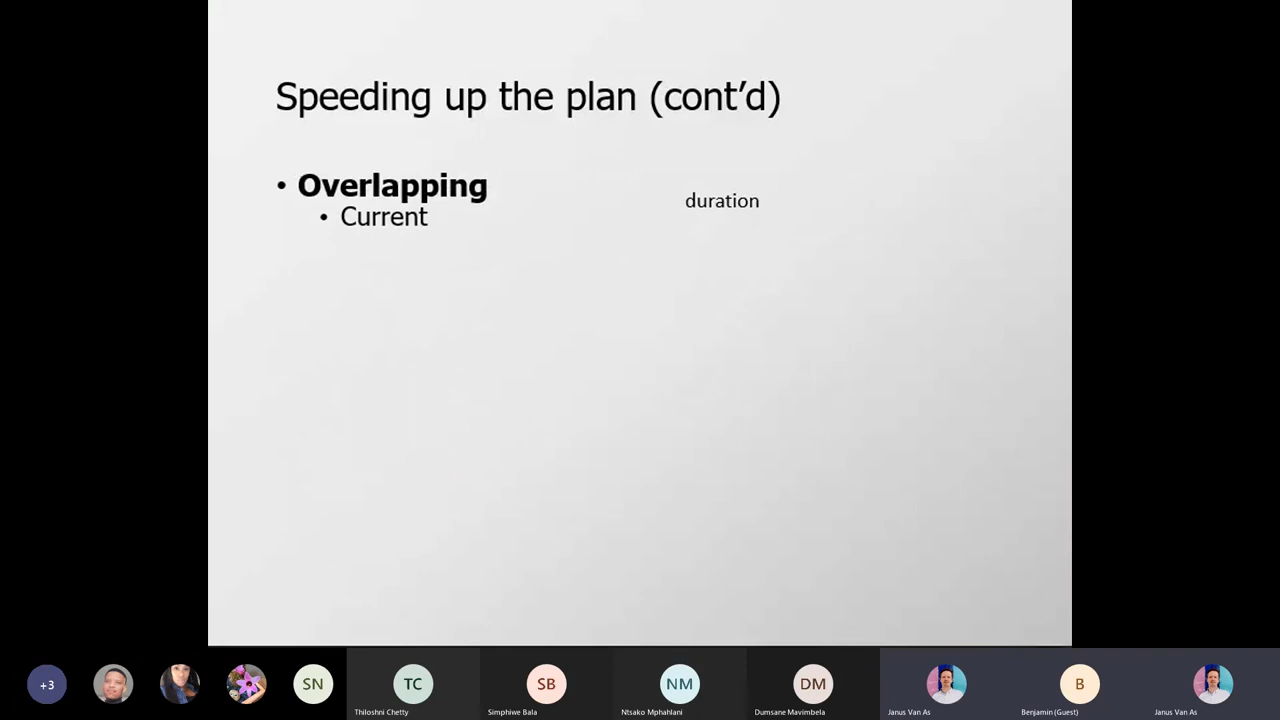 Speeding up the plan (cont’d)
• Overlapping
duration
• Current
+3
SN
TC
SB
NM
DM
B
Thiloshni Chetty
Simphiwe Bala
Ntsako Mphahlani
Dumsane Mavimbela
Janus Van As
Benjamin (Guest)
Janus Van As